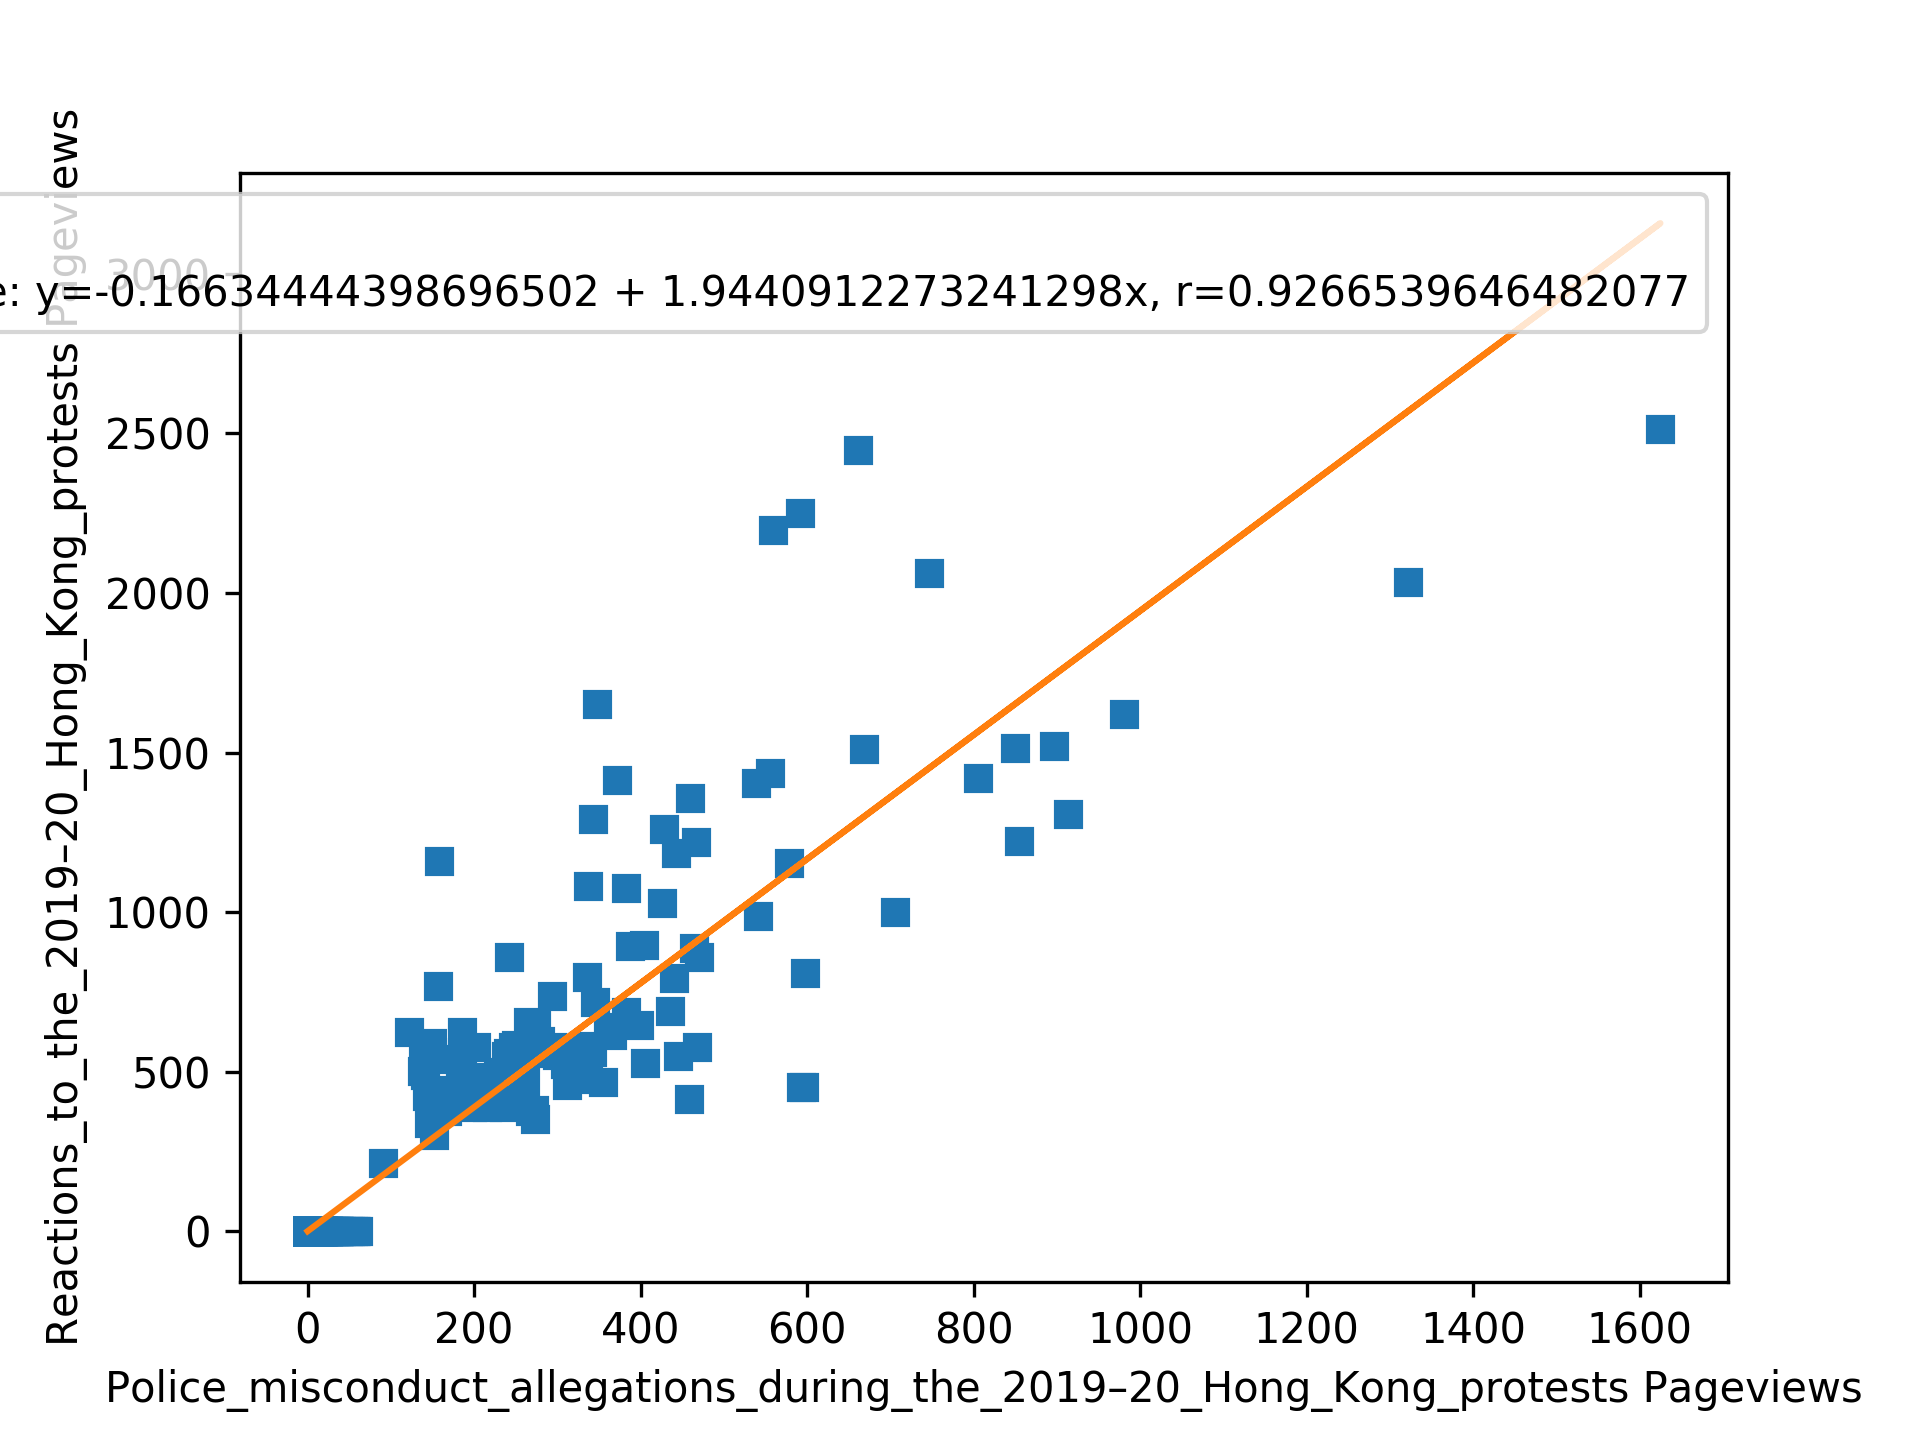 Reactions_to_the_2019–20_Hong_Kong_protests Pageviews
3000
e: y=-0.16634444398696502 + 1.9440912273241298x, r=0.9266539646482077
2500
2000
1500
1000
500
0
0 200 400 600 800 1000 1200 1400 1600
Police_misconduct_allegations_during_the_2019–20_Hong_Kong_protests Pageviews